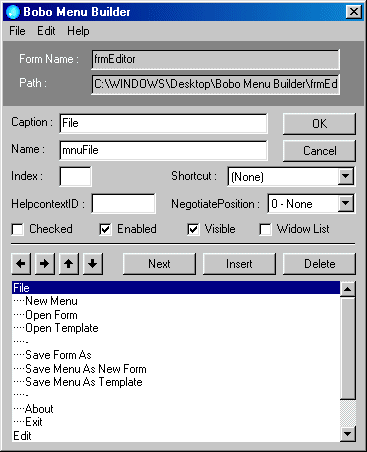 Bobo Menu Builder
File Edit Help
Form Name : frmEditor
Path : C:\WINDOWS\Desktop\Bobo Menu Builder\frmEd
Caption : File OK
Name : mnuFile Cancel
Index : Shortcut : (None)
HelpcontextID : NegotiatePosition : 0 - None
Checked Enabled Visible Widow List
Next Insert Delete
File
····New Menu
····Open Form
····Open Template
····-
····Save Form As
····Save Menu As New Form
····Save Menu As Template
····-
····About
····Exit
Edit